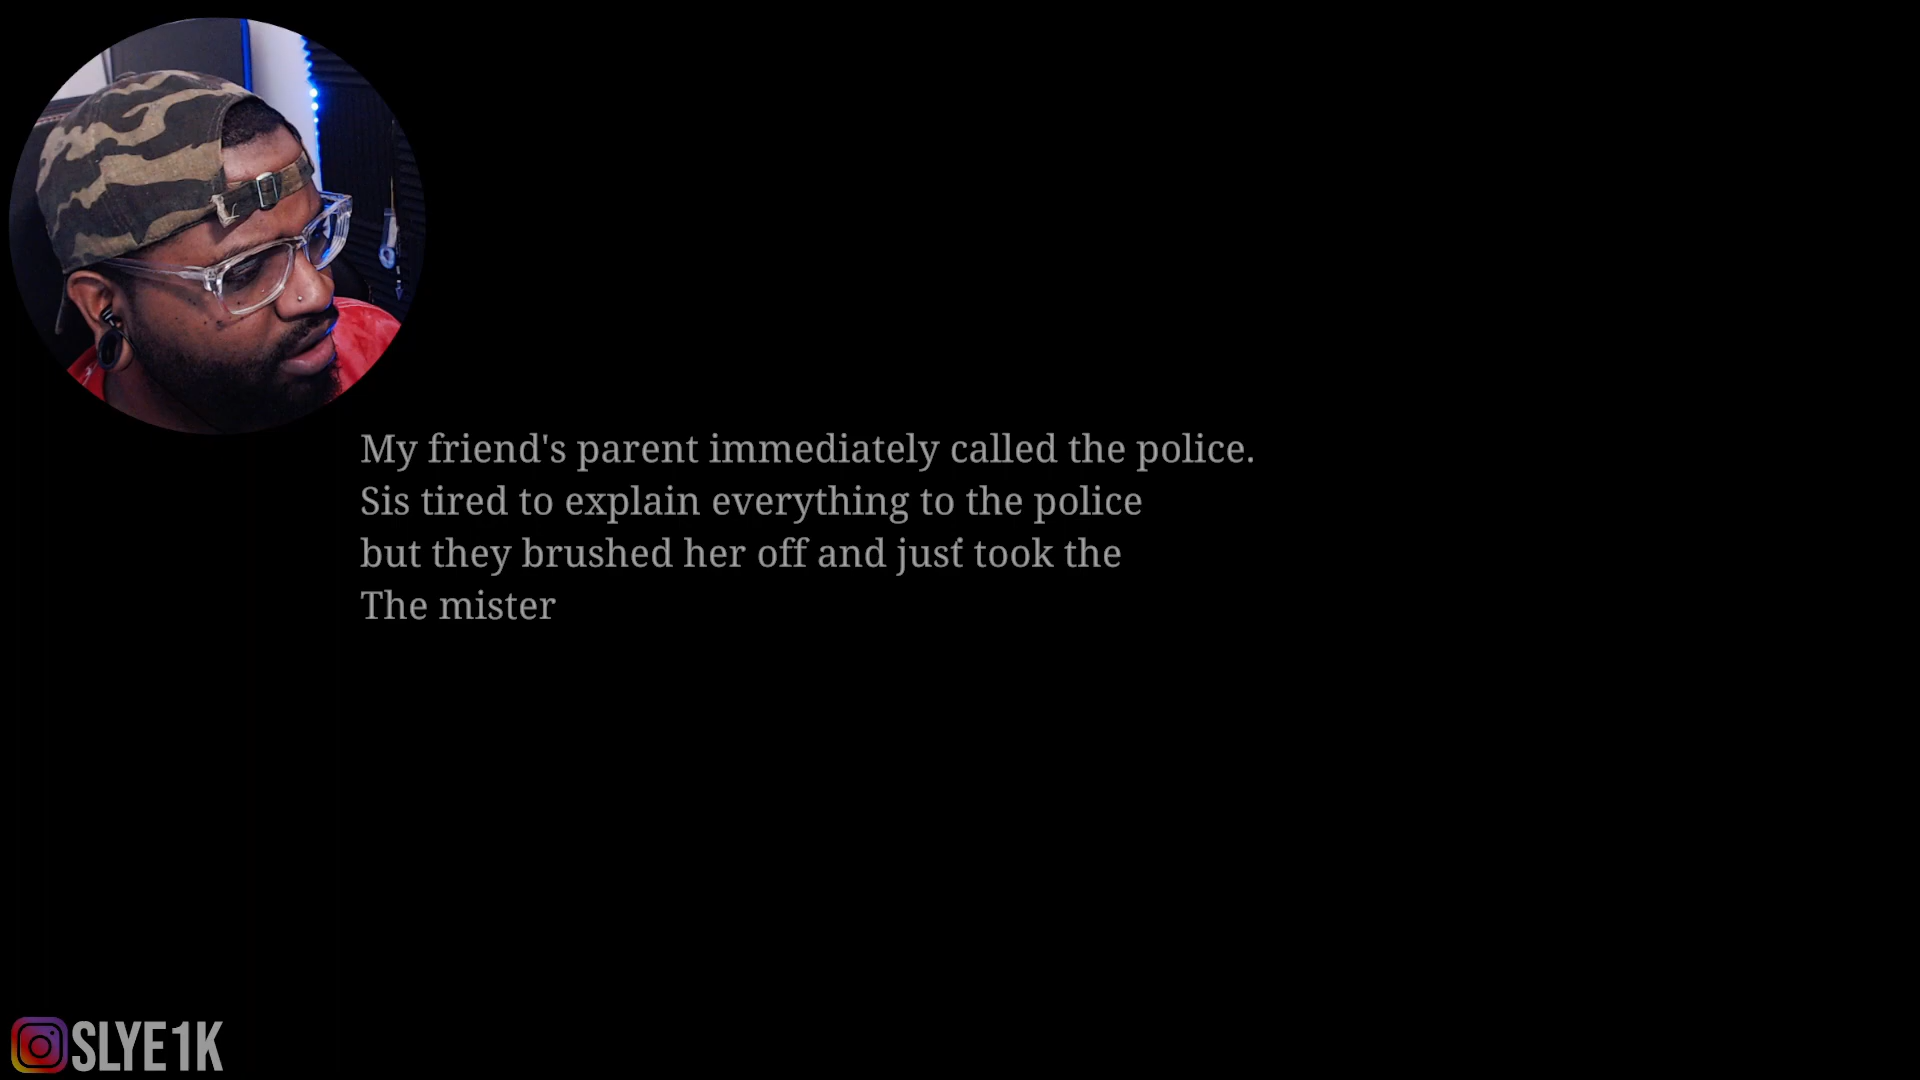 My friend's parent immediately called the police.
Sis tired to explain everything to the police
but they brushed her off and just took the
The mister
SLYE1K